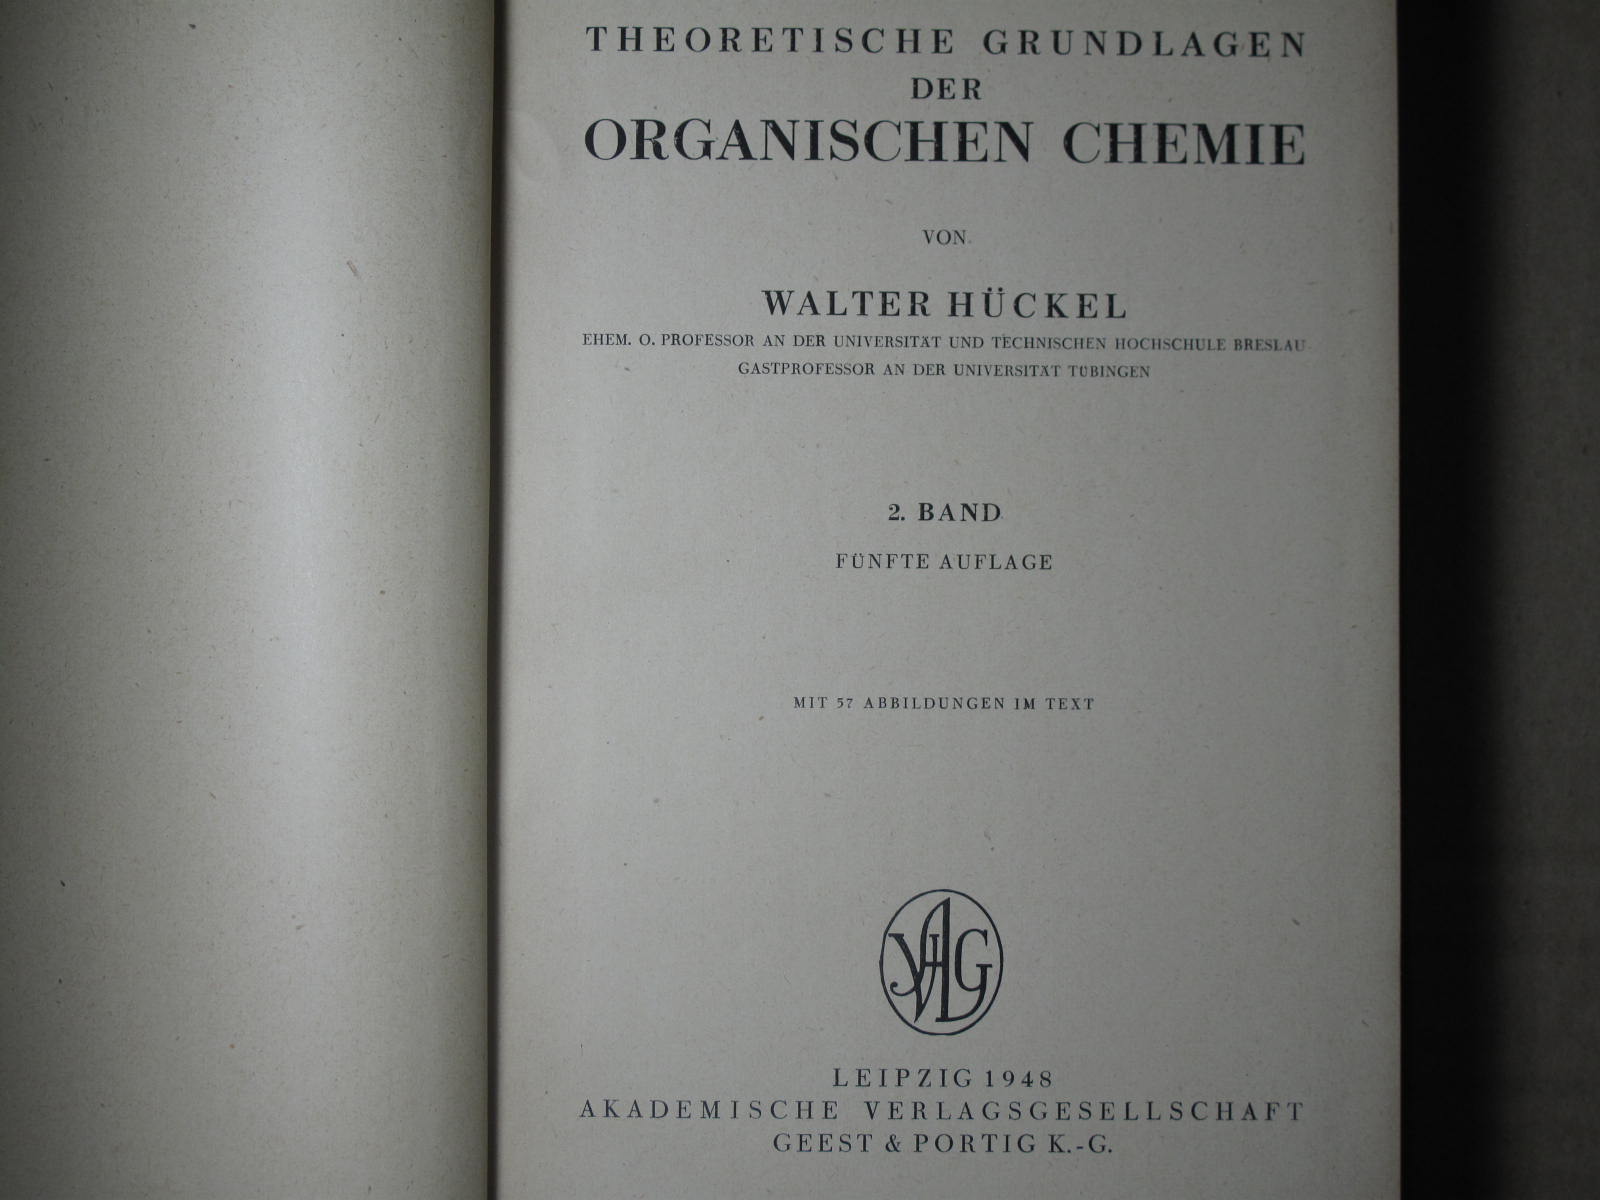 THEORETISCHE GRUNDLAGEN
DER
ORGANISCHEN CHEMIE
VON
WALTER HÜCKEL
EHEM. O. PROFESSOR AN DER UNIVERSITÄT UND TECHNISCHEN HOCHSCHULE BRESLAU
GASTPROFESSOR AN DER UNIVERSITÄT TÜBINGEN
2. BAND
FÜNFTE AUFLAGE
MIT 57 ABBILDUNGEN IM TEXT
VAG
LEIPZIG 1948
AKADEMISCHE VERLAGSGESELLSCHAFT
GEEST & PORTIG K.-G.